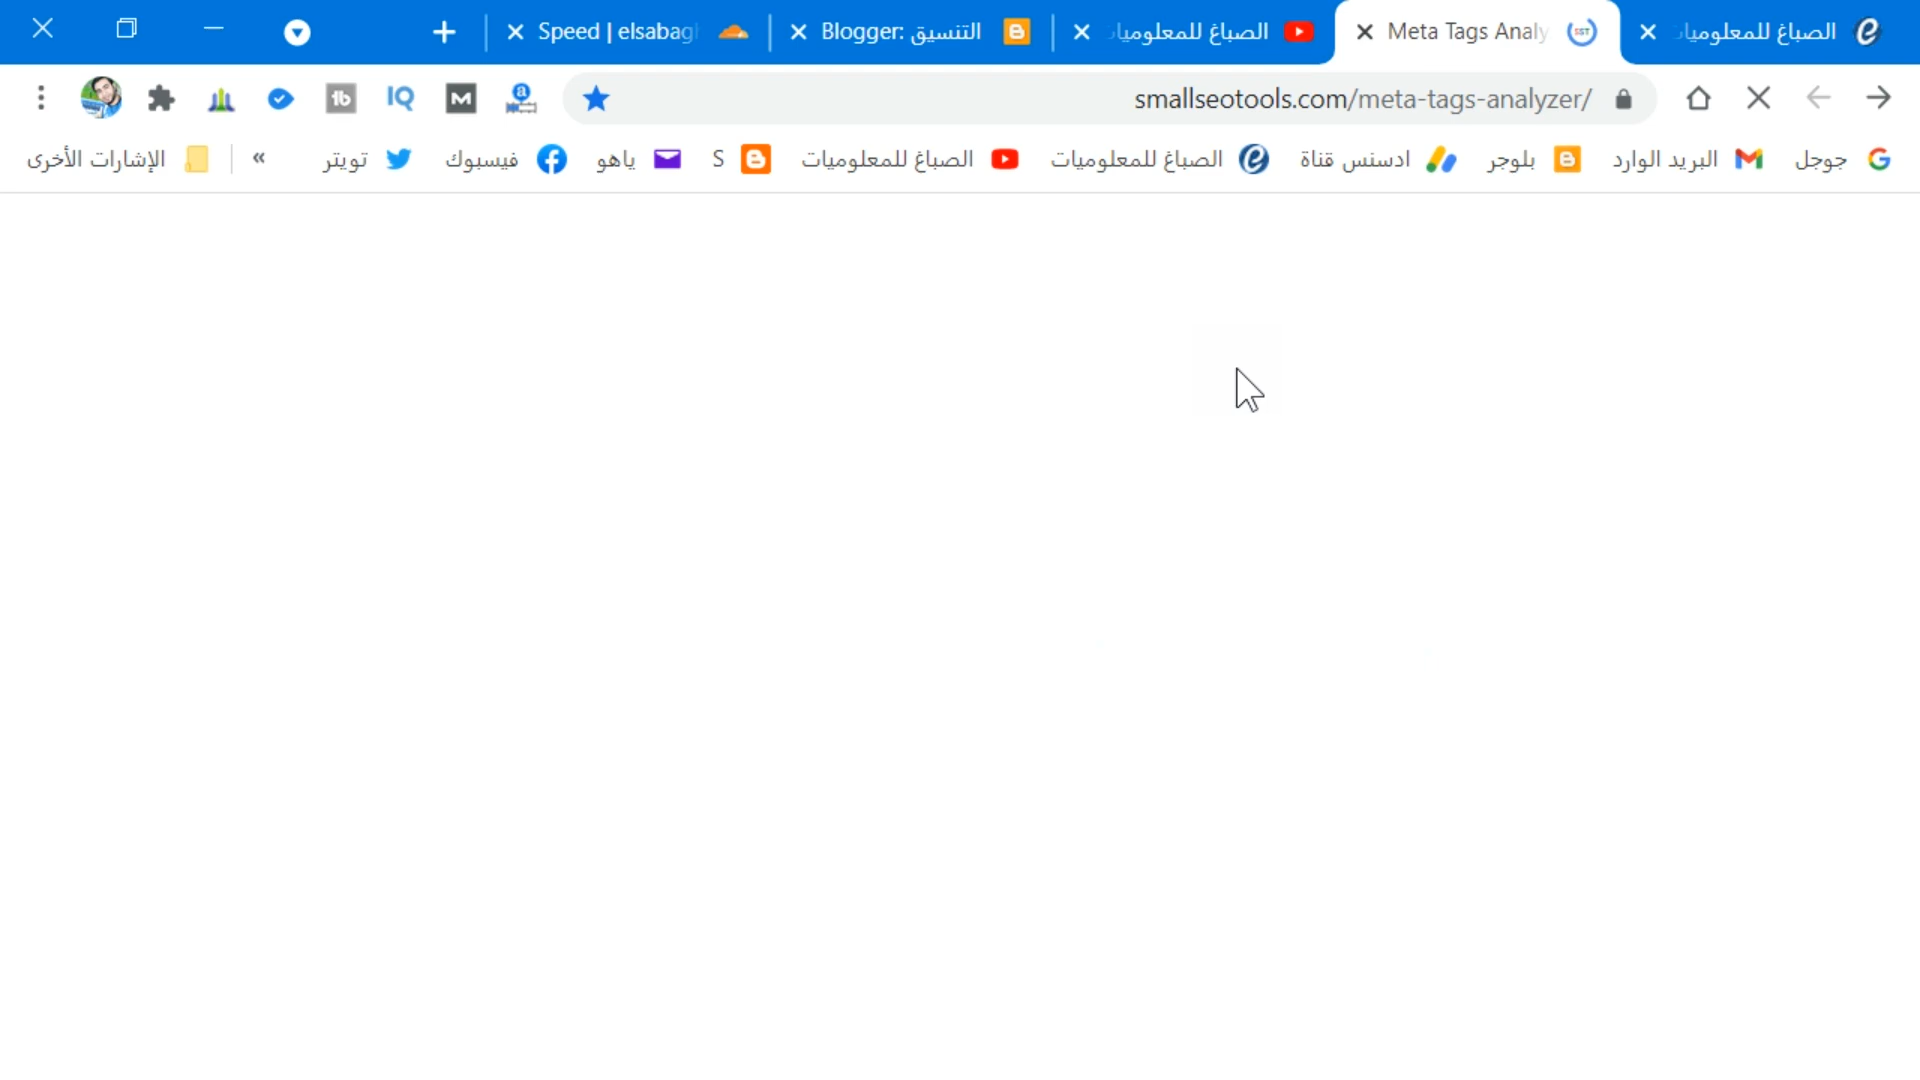 الصباغ للمعلوميا
Meta Tags Analy
الصباغ للمعلوميا
Blogger: التنسيق
Speed | elsabag
smallseotools.com/meta-tags-analyzer/
جوجل
البريد الوارد
بلوجر
ادسنس قناة
الصباغ للمعلوميات
الصباغ للمعلوميات
S
ياهو
فيسبوك
تويتر
»
الإشارات الأخرى